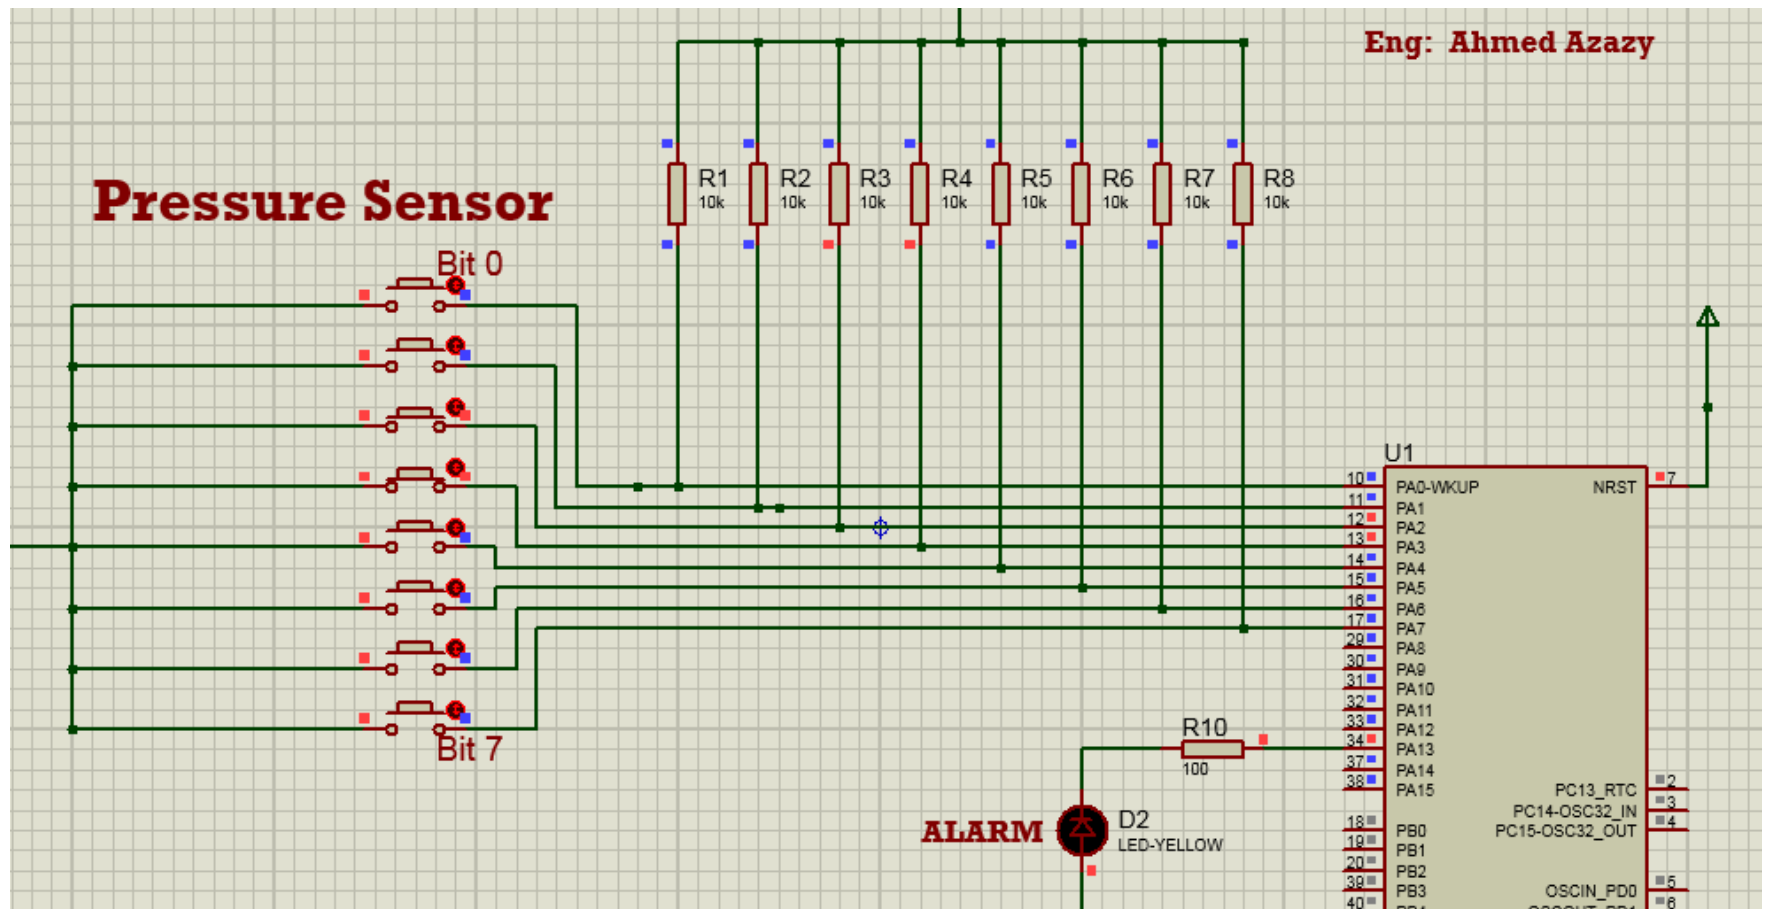 Eng: Ahmed Azazy
Pressure Sensor
R1
10k
R2
10k
R3
10k
R4
10k
R5
10k
R6
10k
R7
10k
R8
10k
Bit 0
Bit 7
U1
10 PA0-WKUP
11 PA1
12 PA2
13 PA3
14 PA4
15 PA5
16 PA6
17 PA7
29 PA8
30 PA9
31 PA10
32 PA11
33 PA12
34 PA13
37 PA14
38 PA15
18 PB0
19 PB1
20 PB2
39 PB3
40
NRST 7
PC13_RTC 2
PC14-OSC32_IN 3
PC15-OSC32_OUT 4
OSCIN_PD0 5
6
R10
100
ALARM
D2
LED-YELLOW